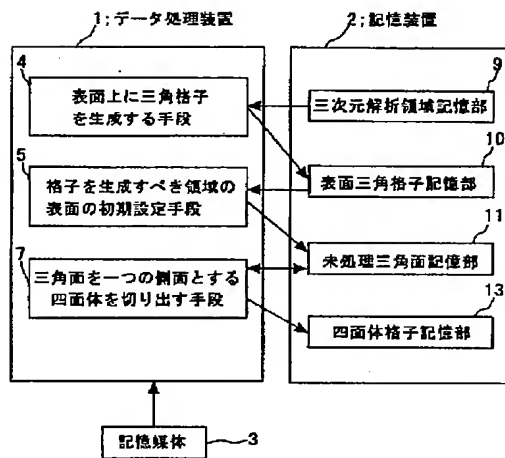 1;データ処理装置
4
表面上に三角格子
を生成する手段
5
格子を生成すべき領域の
表面の初期設定手段
7
三角面を一つの側面とする
四面体を切り出す手段
2;記憶装置
9
三次元解析領域記憶部
10
表面三角格子記憶部
11
未処理三角面記憶部
13
四面体格子記憶部
記憶媒体
3